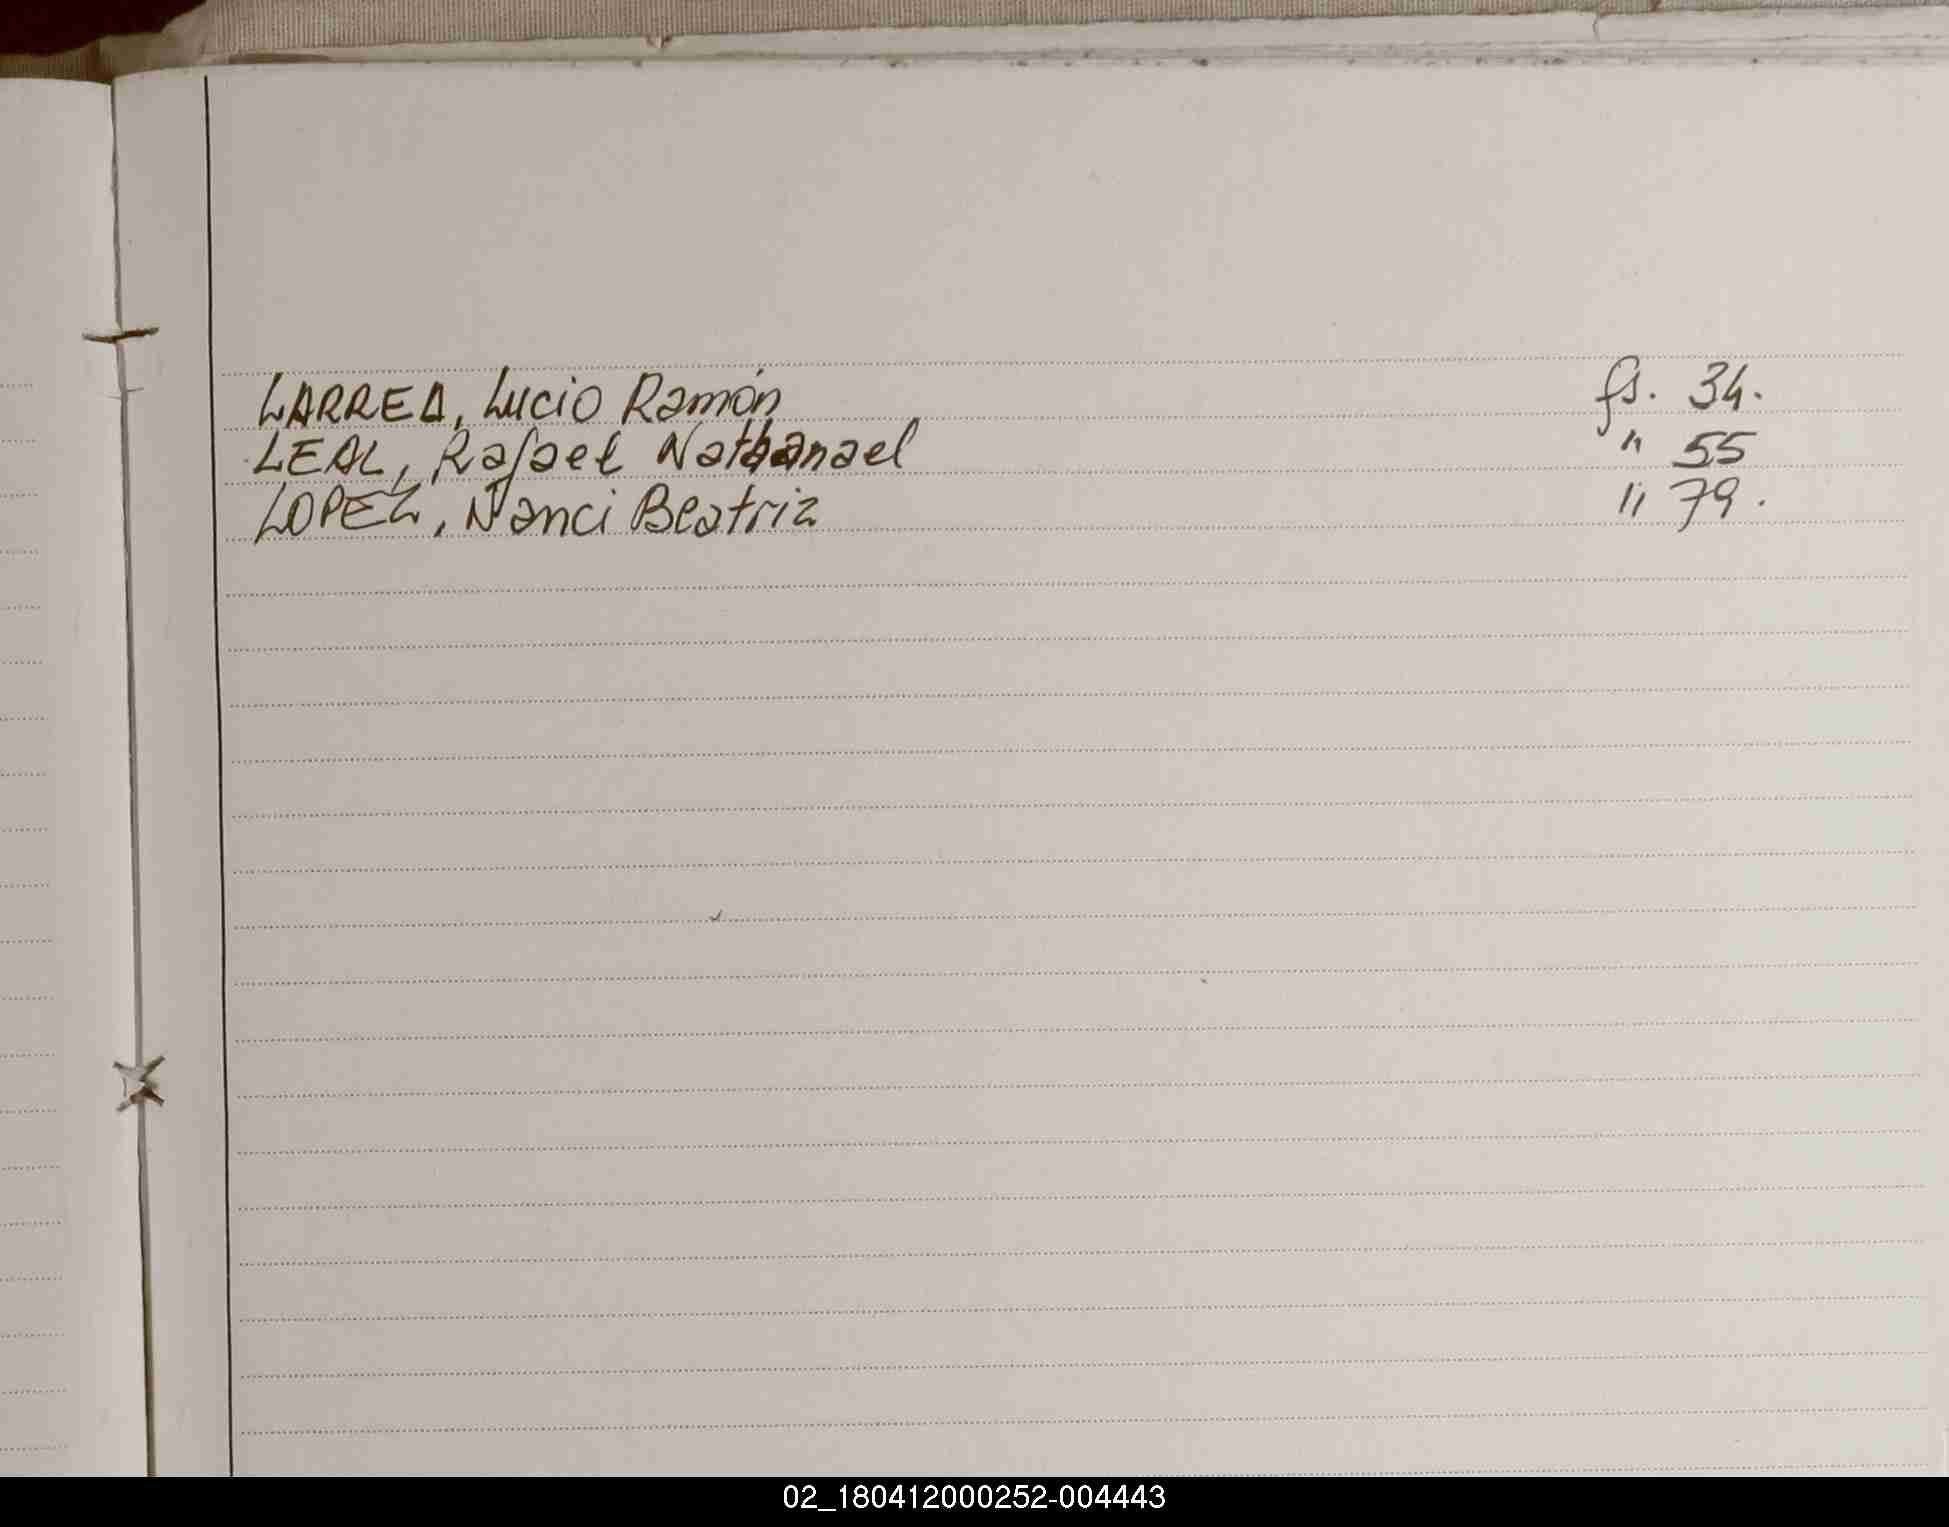 LARREA, Lucio Ramón fs. 34.
LEAL, Rafael Nathanael " 55
LOPEZ, Nanci Beatriz " 79.
02_180412000252-004443